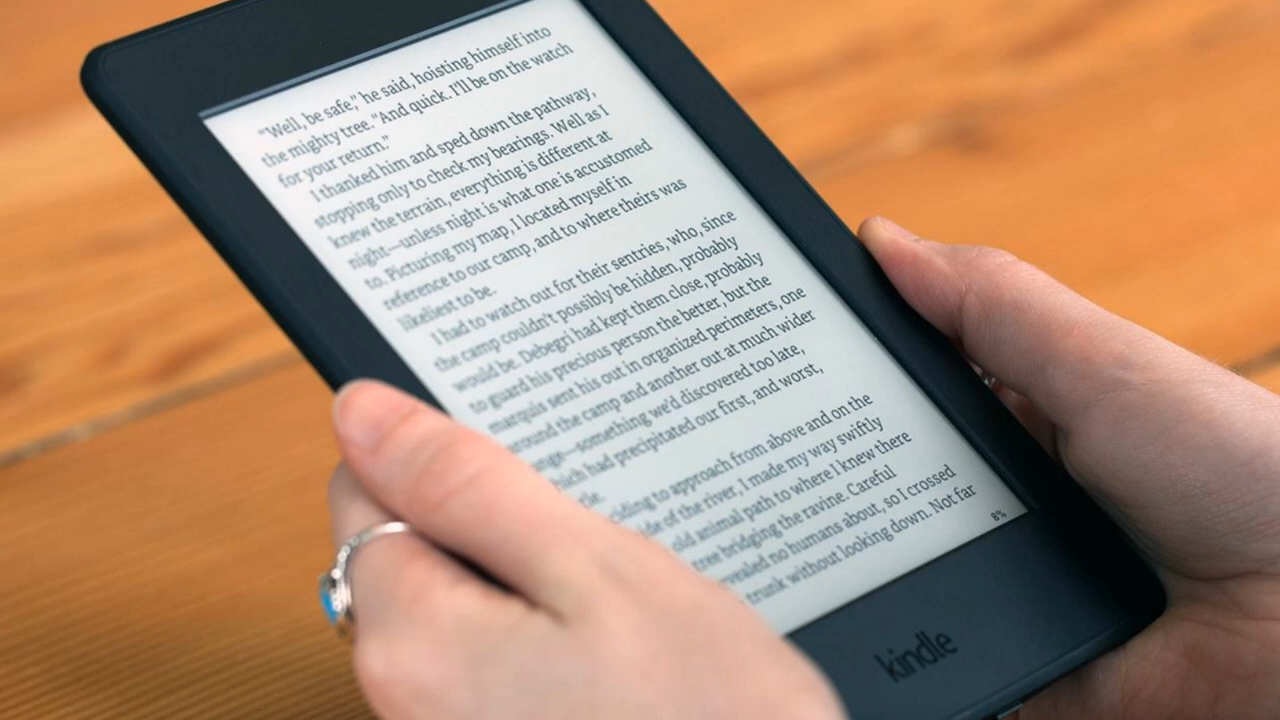 “Well, be safe,” he said, hoisting himself into
the mighty tree. “And quick. I’ll be on the watch
for your return.”
I thanked him and sped down the pathway,
stopping only to check my bearings. Well as I
knew the terrain, everything is different at
night—unless night is what one is accustomed
to. Picturing my map, I located myself in
reference to our camp, and to where theirs was
likeliest to be.
I had to watch out for their sentries, who, since
the camp couldn’t possibly be hidden, probably
would be. Debegri had kept them close, probably
to guard his precious person the better, but the
marquis sent his out in organized perimeters, one
around the camp and another out at much wider
ange—something we’d discovered too late,
hich had precipitated our first, and worst,
tle.
iding to approach from above and on the
de of the river, I made my way swiftly
old animal path to where I knew there
tree bridging the ravine. Careful
vealed no humans about, so I crossed
trunk without looking down. Not far
8%
kindle